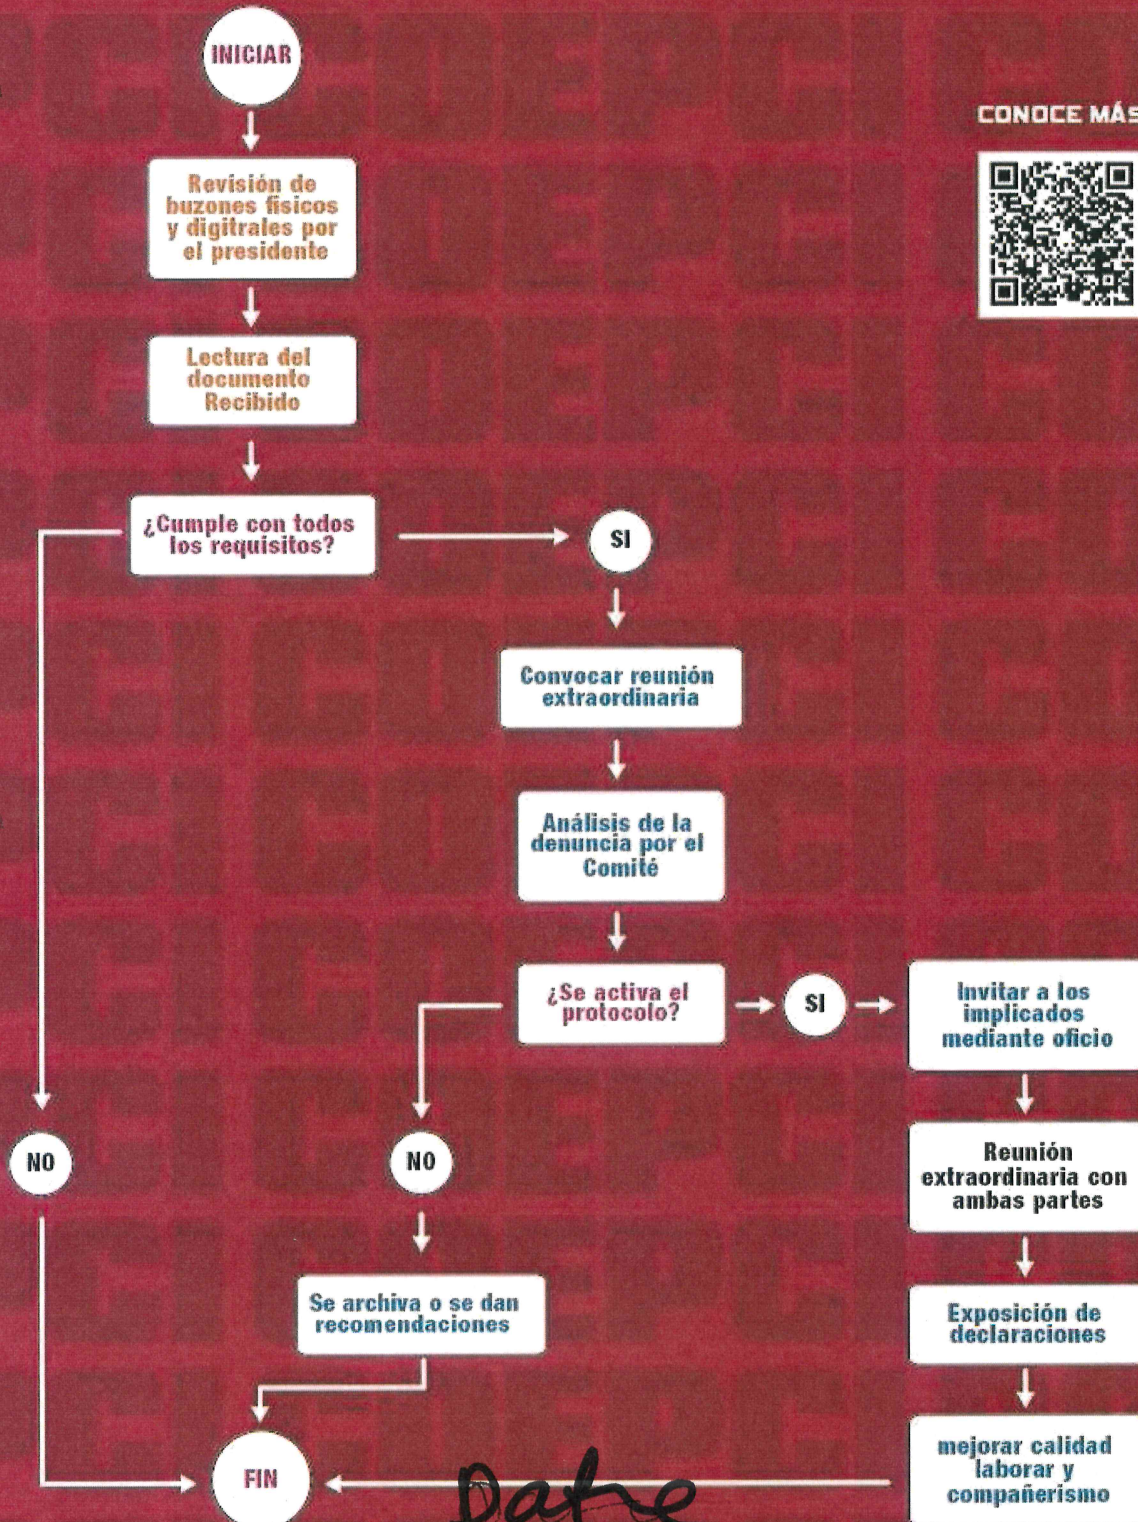 INICIAR
CONOCE MÁS
Revisión de
buzones físicos
y digitrales por
el presidente
Lectura del
documento
Recibido
¿Cumple con todos
los requisitos?
SI
Convocar reunión
extraordinaria
Análisis de la
denuncia por el
Comité
¿Se activa el
protocolo?
SI
Invitar a los
implicados
mediante oficio
NO
NO
Reunión
extraordinaria con
ambas partes
Se archiva o se dan
recomendaciones
Exposición de
declaraciones
mejorar calidad
laborar y
compañerismo
FIN